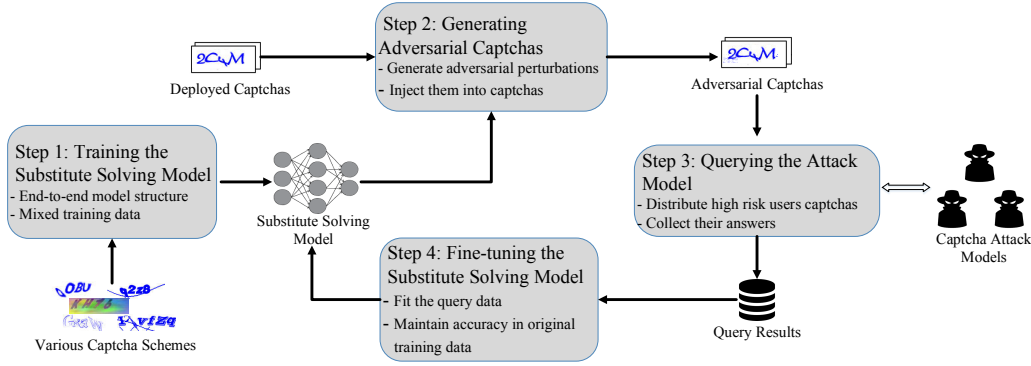 Step 2: Generating
Adversarial Captchas
- Generate adversarial perturbations
- Inject them into captchas
2CuM
Deployed Captchas
2CuM
Adversarial Captchas
Step 1: Training the
Substitute Solving Model
- End-to-end model structure
- Mixed training data
Substitute Solving
Model
Step 3: Querying the Attack
Model
- Distribute high risk users captchas
- Collect their answers
Captcha Attack
Models
Step 4: Fine-tuning the
Substitute Solving Model
- Fit the query data
- Maintain accuracy in original
training data
Query Results
Various Captcha Schemes